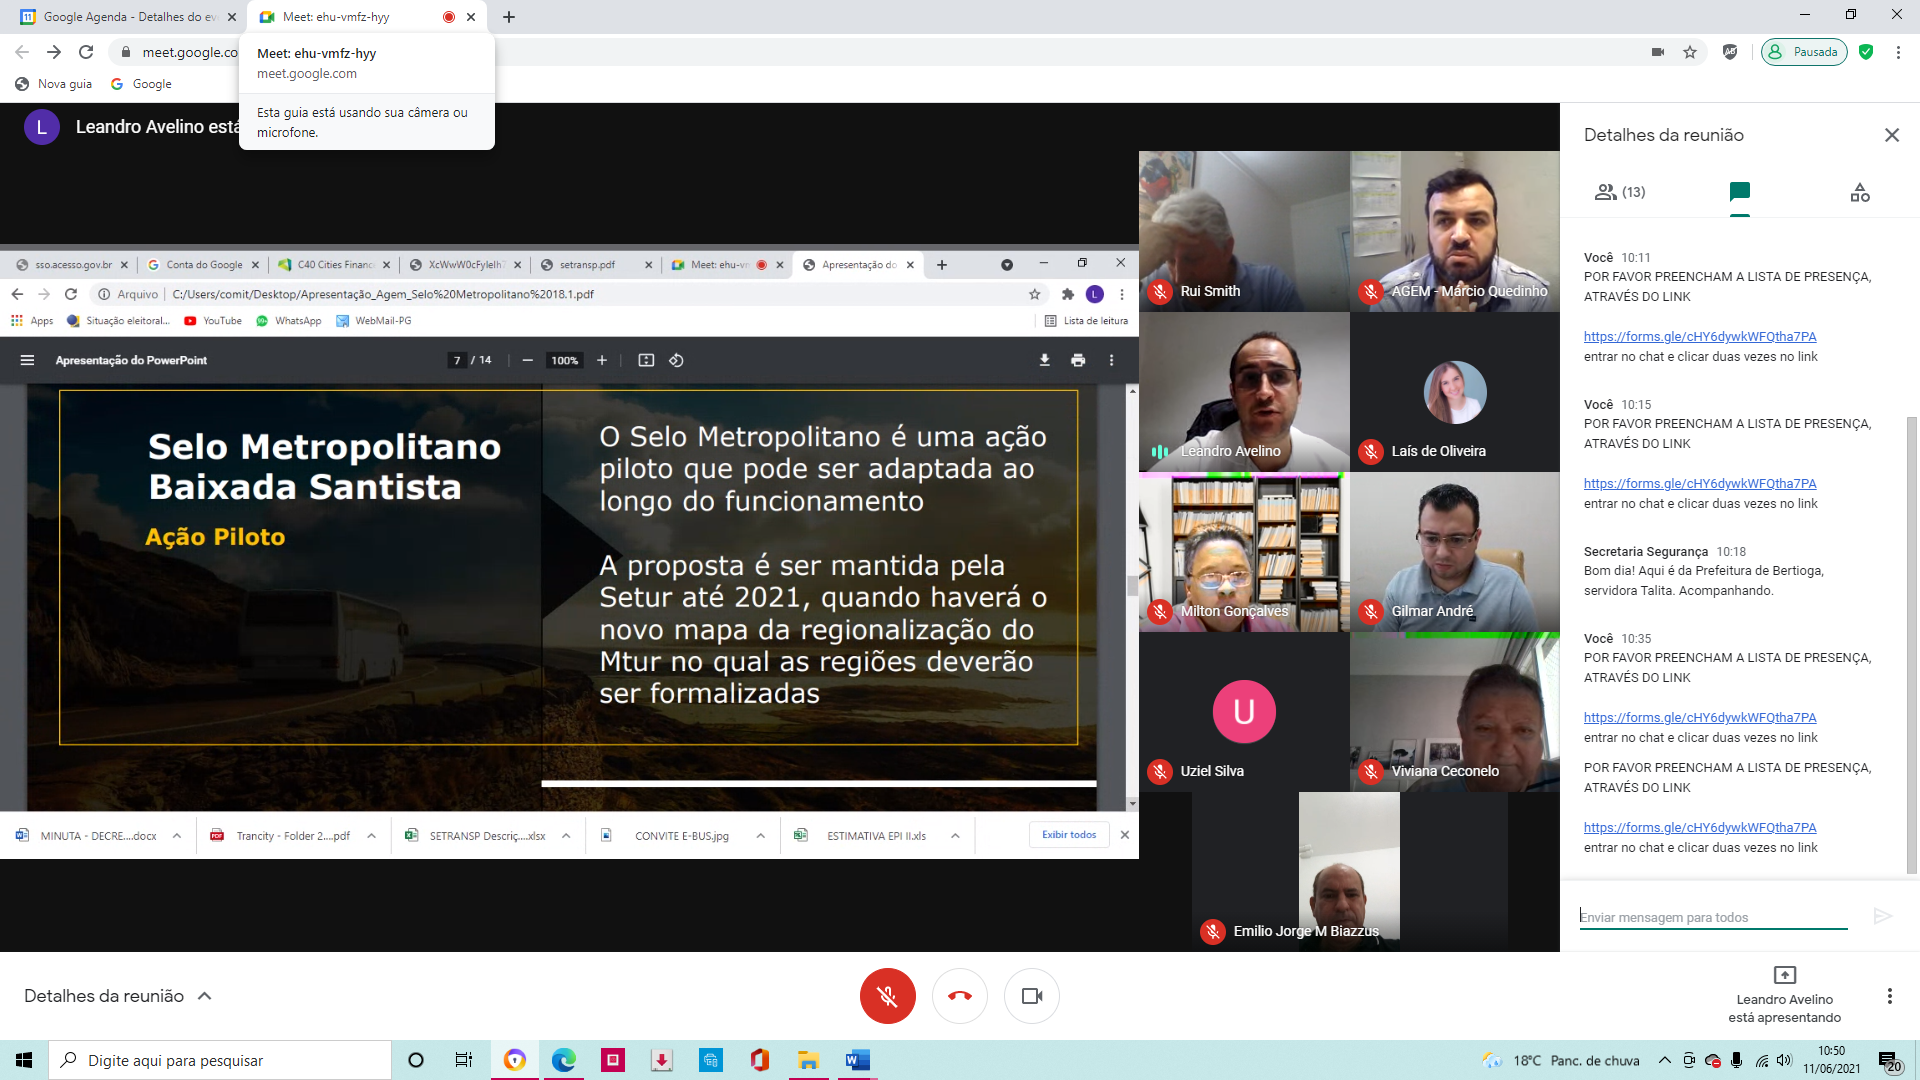 Google Agenda - Detalhes do ev
Meet: ehu-vmfz-hyy
meet.google.co
Pausada
Meet: ehu-vmfz-hyy
meet.google.com
Esta guia está usando sua câmera ou
microfone.
Nova guia
Google
L
Leandro Avelino está
sso.acesso.gov.br
Conta do Google
C40 Cities Financ
XcWwW0cFyIeIh
setransp.pdf
Meet: ehu-vm
Apresentação do
Arquivo
C:/Users/comit/Desktop/Apresentação_Agem_Selo%20Metropolitano%2018.1.pdf
L
Apps
Situação eleitoral...
YouTube
WhatsApp
WebMail-PG
Lista de leitura
Apresentação do PowerPoint
7 / 14
100%
Selo Metropolitano
Baixada Santista
Ação Piloto
O Selo Metropolitano é uma ação
piloto que pode ser adaptada ao
longo do funcionamento
A proposta é ser mantida pela
Setur até 2021, quando haverá o
novo mapa da regionalização do
Mtur no qual as regiões deverão
ser formalizadas
MINUTA - DECRE....docx
Trancity - Folder 2....pdf
SETRANSP Descriç....xlsx
CONVITE E-BUS.jpg
ESTIMATIVA EPI II.xls
Exibir todos
Rui Smith
AGEM - Márcio Quedinho
Leandro Avelino
Laís de Oliveira
Milton Gonçalves
Gilmar André
U
Uziel Silva
Viviana Ceconelo
Emilio Jorge M Biazzus
Detalhes da reunião
(13)
Você 10:11
POR FAVOR PREENCHAM A LISTA DE PRESENÇA,
ATRAVÉS DO LINK
https://forms.gle/cHY6dywkWFQtha7PA
entrar no chat e clicar duas vezes no link
Você 10:15
POR FAVOR PREENCHAM A LISTA DE PRESENÇA,
ATRAVÉS DO LINK
https://forms.gle/cHY6dywkWFQtha7PA
entrar no chat e clicar duas vezes no link
Secretaria Segurança 10:18
Bom dia! Aqui é da Prefeitura de Bertioga,
servidora Talita. Acompanhando.
Você 10:35
POR FAVOR PREENCHAM A LISTA DE PRESENÇA,
ATRAVÉS DO LINK
https://forms.gle/cHY6dywkWFQtha7PA
entrar no chat e clicar duas vezes no link
POR FAVOR PREENCHAM A LISTA DE PRESENÇA,
ATRAVÉS DO LINK
https://forms.gle/cHY6dywkWFQtha7PA
entrar no chat e clicar duas vezes no link
Enviar mensagem para todos
Detalhes da reunião
Leandro Avelino
está apresentando
Digite aqui para pesquisar
18°C Panc. de chuva
10:50
11/06/2021
20